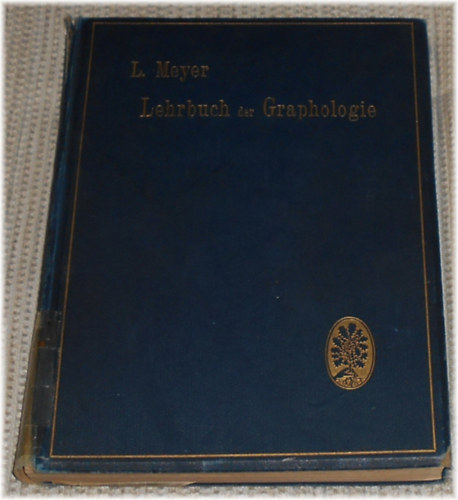 L. Meyer
Lehrbuch der Graphologie